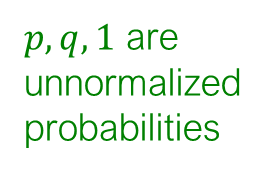 p, q, 1 are
unnormalized
probabilities